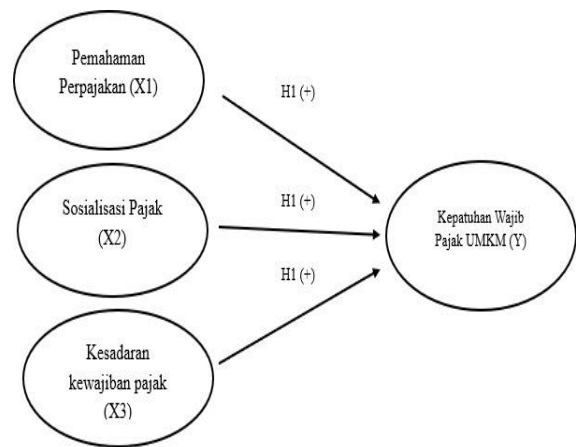 Pemahaman
Perpajakan (X1)
H1 (+)
Sosialisasi Pajak
(X2)
H1 (+)
Kepatuhan Wajib
Pajak UMKM (Y)
H1 (+)
Kesadaran
kewajiban pajak
(X3)